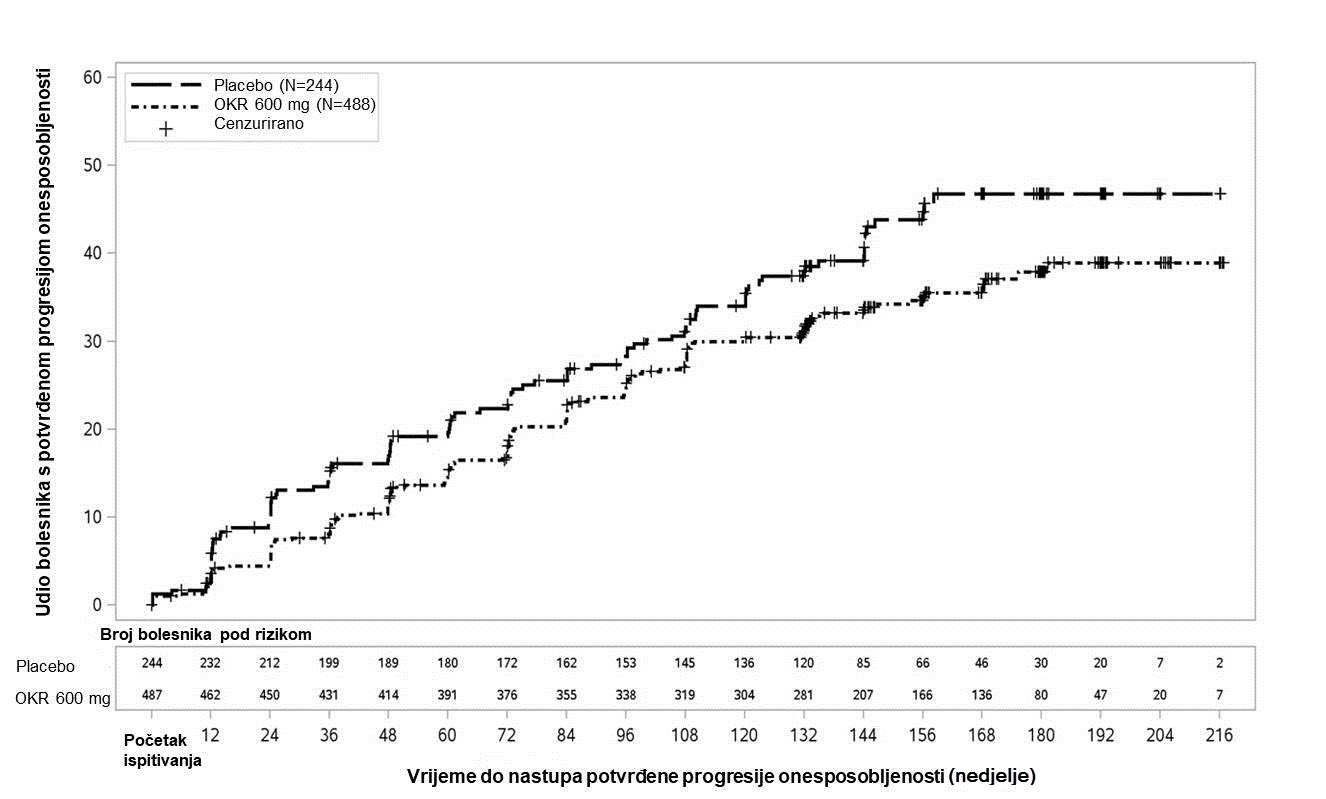 Udio bolesnika s potvrđenom progresijom onesposobljenosti
60
50
40
30
20
10
0
Placebo (N=244)
OKR 600 mg (N=488)
Cenzurirano
Broj bolesnika pod rizikom
Placebo 244 232 212 199 189 180 172 162 153 145 136 120 85 66 46 30 20 7 2
OKR 600 mg 487 462 450 431 414 391 376 355 338 319 304 281 207 166 136 80 47 20 7
Početak ispitivanja 12 24 36 48 60 72 84 96 108 120 132 144 156 168 180 192 204 216
Vrijeme do nastupa potvrđene progresije onesposobljenosti (nedjelje)